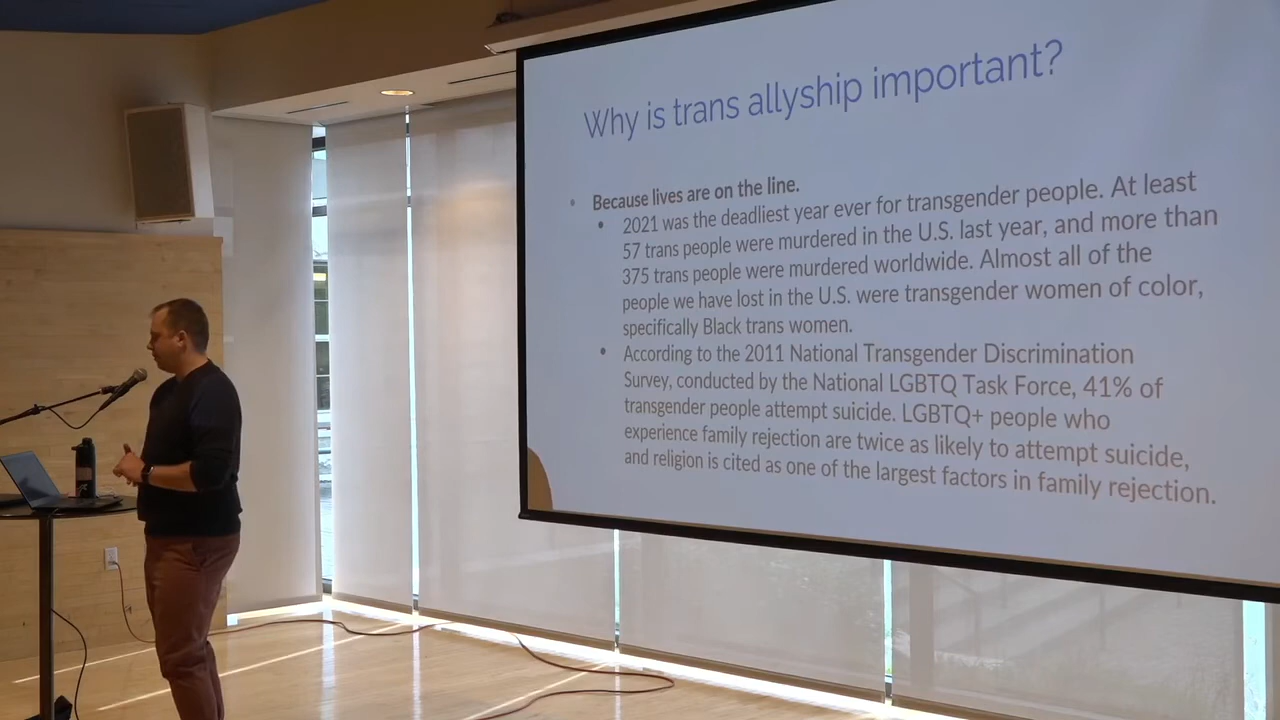 Why is trans allyship important?
Because lives are on the line.
2021 was the deadliest year ever for transgender people. At least
57 trans people were murdered in the U.S. last year, and more than
375 trans people were murdered worldwide. Almost all of the
people we have lost in the U.S. were transgender women of color,
specifically Black trans women.
According to the 2011 National Transgender Discrimination
Survey, conducted by the National LGBTQ Task Force, 41% of
transgender people attempt suicide. LGBTQ+ people who
experience family rejection are twice as likely to attempt suicide,
and religion is cited as one of the largest factors in family rejection.